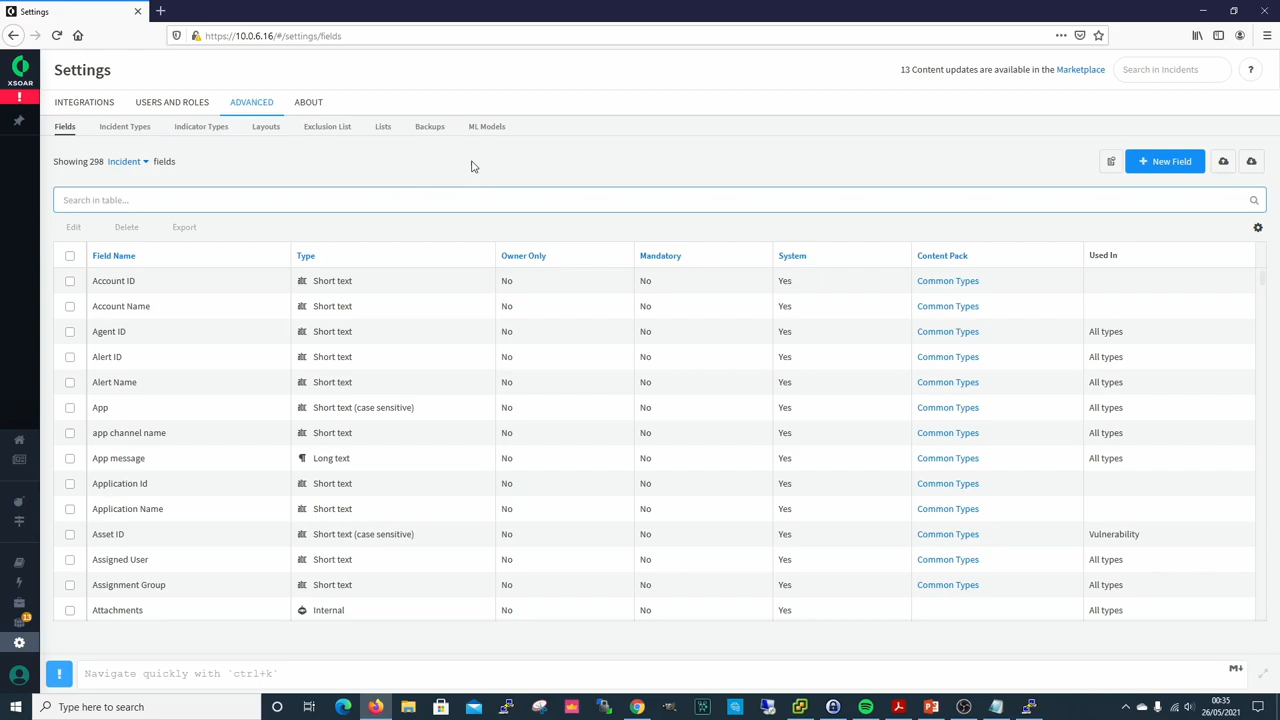 Settings
https://10.0.6.16/#/settings/fields
XSOAR
Settings
13 Content updates are available in the Marketplace
Search in Incidents
?
INTEGRATIONS USERS AND ROLES ADVANCED ABOUT
Fields Incident Types Indicator Types Layouts Exclusion List Lists Backups ML Models
Showing 298 Incident fields
+ New Field
Search in table...
Edit Delete Export
Field Name Type Owner Only Mandatory System Content Pack Used In
Account ID Short text No No Yes Common Types
Account Name Short text No No Yes Common Types
Agent ID Short text No No Yes Common Types All types
Alert ID Short text No No Yes Common Types All types
Alert Name Short text No No Yes Common Types All types
App Short text (case sensitive) No No Yes Common Types All types
app channel name Short text No No Yes Common Types All types
App message Long text No No Yes Common Types All types
Application Id Short text No No Yes Common Types
Application Name Short text No No Yes Common Types
Asset ID Short text (case sensitive) No No Yes Common Types Vulnerability
Assigned User Short text No No Yes Common Types All types
Assignment Group Short text No No Yes Common Types All types
Attachments Internal No No Yes All types
13
! Navigate quickly with `ctrl+k` M
Type here to search
00:35
26/05/2021